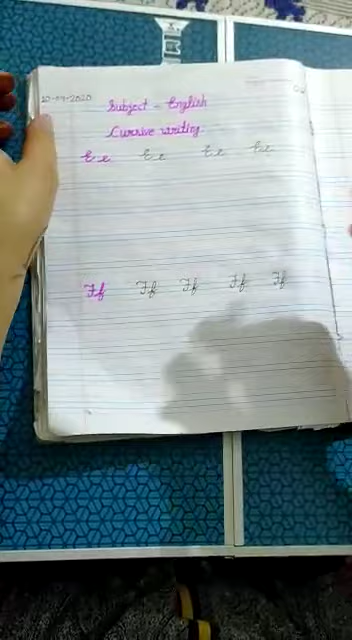 Subject - English
Cursive writing.
Ee Ee Ee Ee
Ff Ff Ff Ff Ff